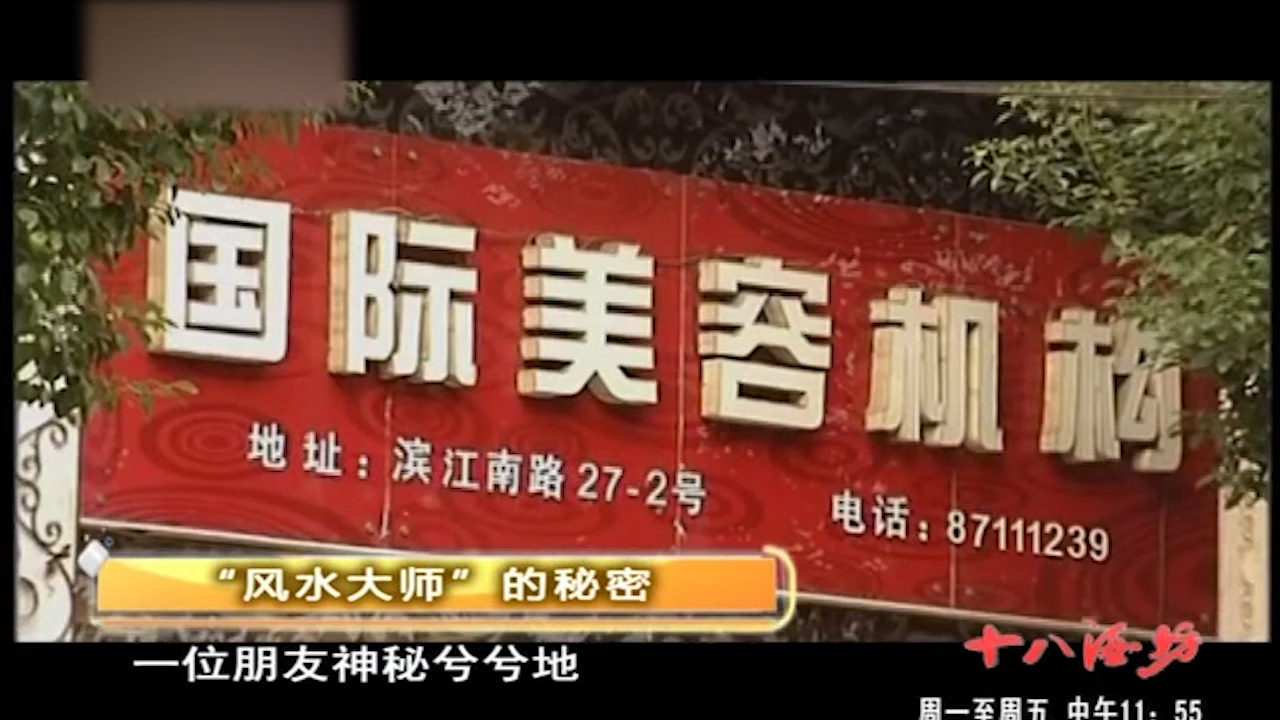 国际美容机构
地址：滨江南路27-2号
电话：87111239
“风水大师”的秘密
一位朋友神秘兮兮地
十八酒坊
周一至周五 中午11：55